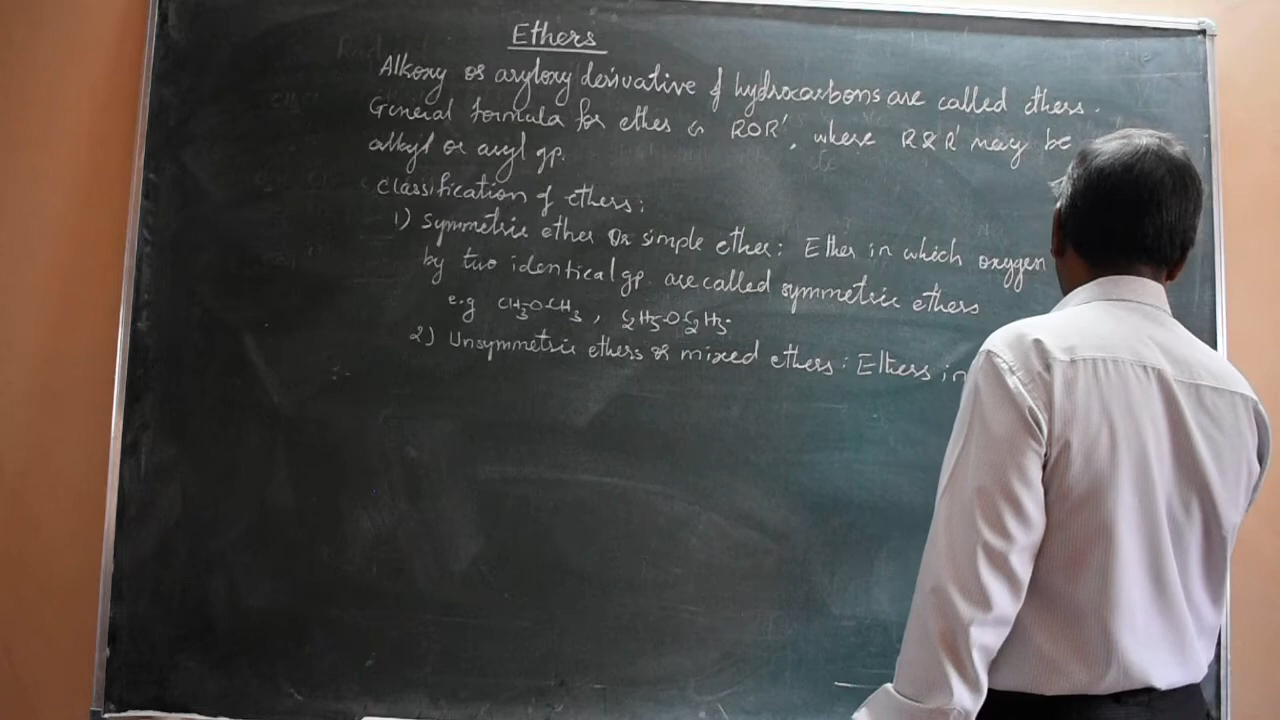 Ethers
Alkoxy or aryloxy derivative of hydrocarbons are called ethers.
General formula for ether is ROR', where R & R' may be
alkyl or aryl gp.
Classification of ethers:
1) Symmetric ether or simple ether: Ether in which oxygen
by two identical gp. are called symmetric ethers
e.g CH₃-O-CH₃, C₂H₅-O-C₂H₅.
2) Unsymmetric ethers or mixed ethers: Ethers in